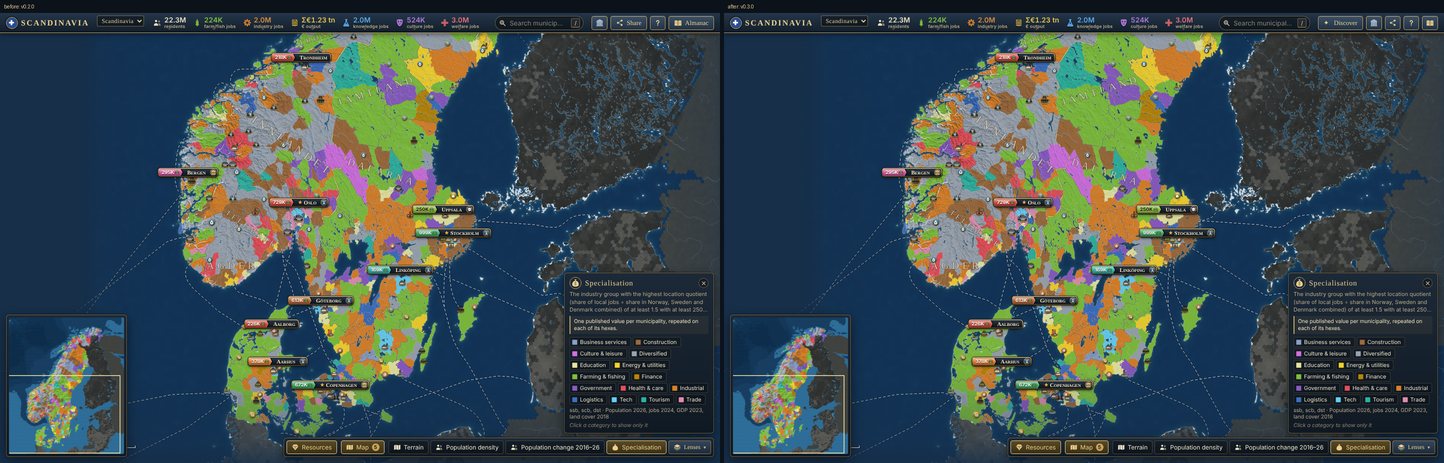 before v0.2.0
SCANDINAVIA
Scandinavia
22.3M residents
224K farm/fish jobs
2.0M industry jobs
Σ€1.23 tn output
2.0M knowledge jobs
524K culture jobs
3.0M welfare jobs
Search municip...
/
Share
?
Almanac
Trondheim
295K Bergen
Oslo
Uppsala
Stockholm
Linköping
Göteborg
Aalborg
Aarhus
672K Copenhagen
Specialisation
The industry group with the highest location quotient
(share of local jobs ÷ share in Norway, Sweden and
Denmark combined) of at least 1.5 with at least 250...
One published value per municipality, repeated on
each of its hexes.
Business services Construction
Culture & leisure Diversified
Education Energy & utilities
Farming & fishing Finance
Government Health & care Industrial
Logistics Tech Tourism Trade
ssb, scb, dst · Population 2026, jobs 2024, GDP 2023,
land cover 2018
Click a category to show only it
Resources
Map 5
Terrain
Population density
Population change 2016–26
Specialisation
Lenses
after v0.3.0
SCANDINAVIA
Scandinavia
22.3M residents
224K farm/fish jobs
2.0M industry jobs
Σ€1.23 tn output
2.0M knowledge jobs
524K culture jobs
3.0M welfare jobs
Search municipal...
/
Discover
?
Trondheim
295K Bergen
Oslo
Uppsala
Stockholm
Linköping
Göteborg
Aalborg
Aarhus
672K Copenhagen
Specialisation
The industry group with the highest location quotient
(share of local jobs ÷ share in Norway, Sweden and
Denmark combined) of at least 1.5 with at least 250...
One published value per municipality, repeated on
each of its hexes.
Business services Construction
Culture & leisure Diversified
Education Energy & utilities
Farming & fishing Finance
Government Health & care Industrial
Logistics Tech Tourism Trade
ssb, scb, dst · Population 2026, jobs 2024, GDP 2023,
land cover 2018
Click a category to show only it
Resources
Map 5
Terrain
Population density
Population change 2016–26
Specialisation
Lenses